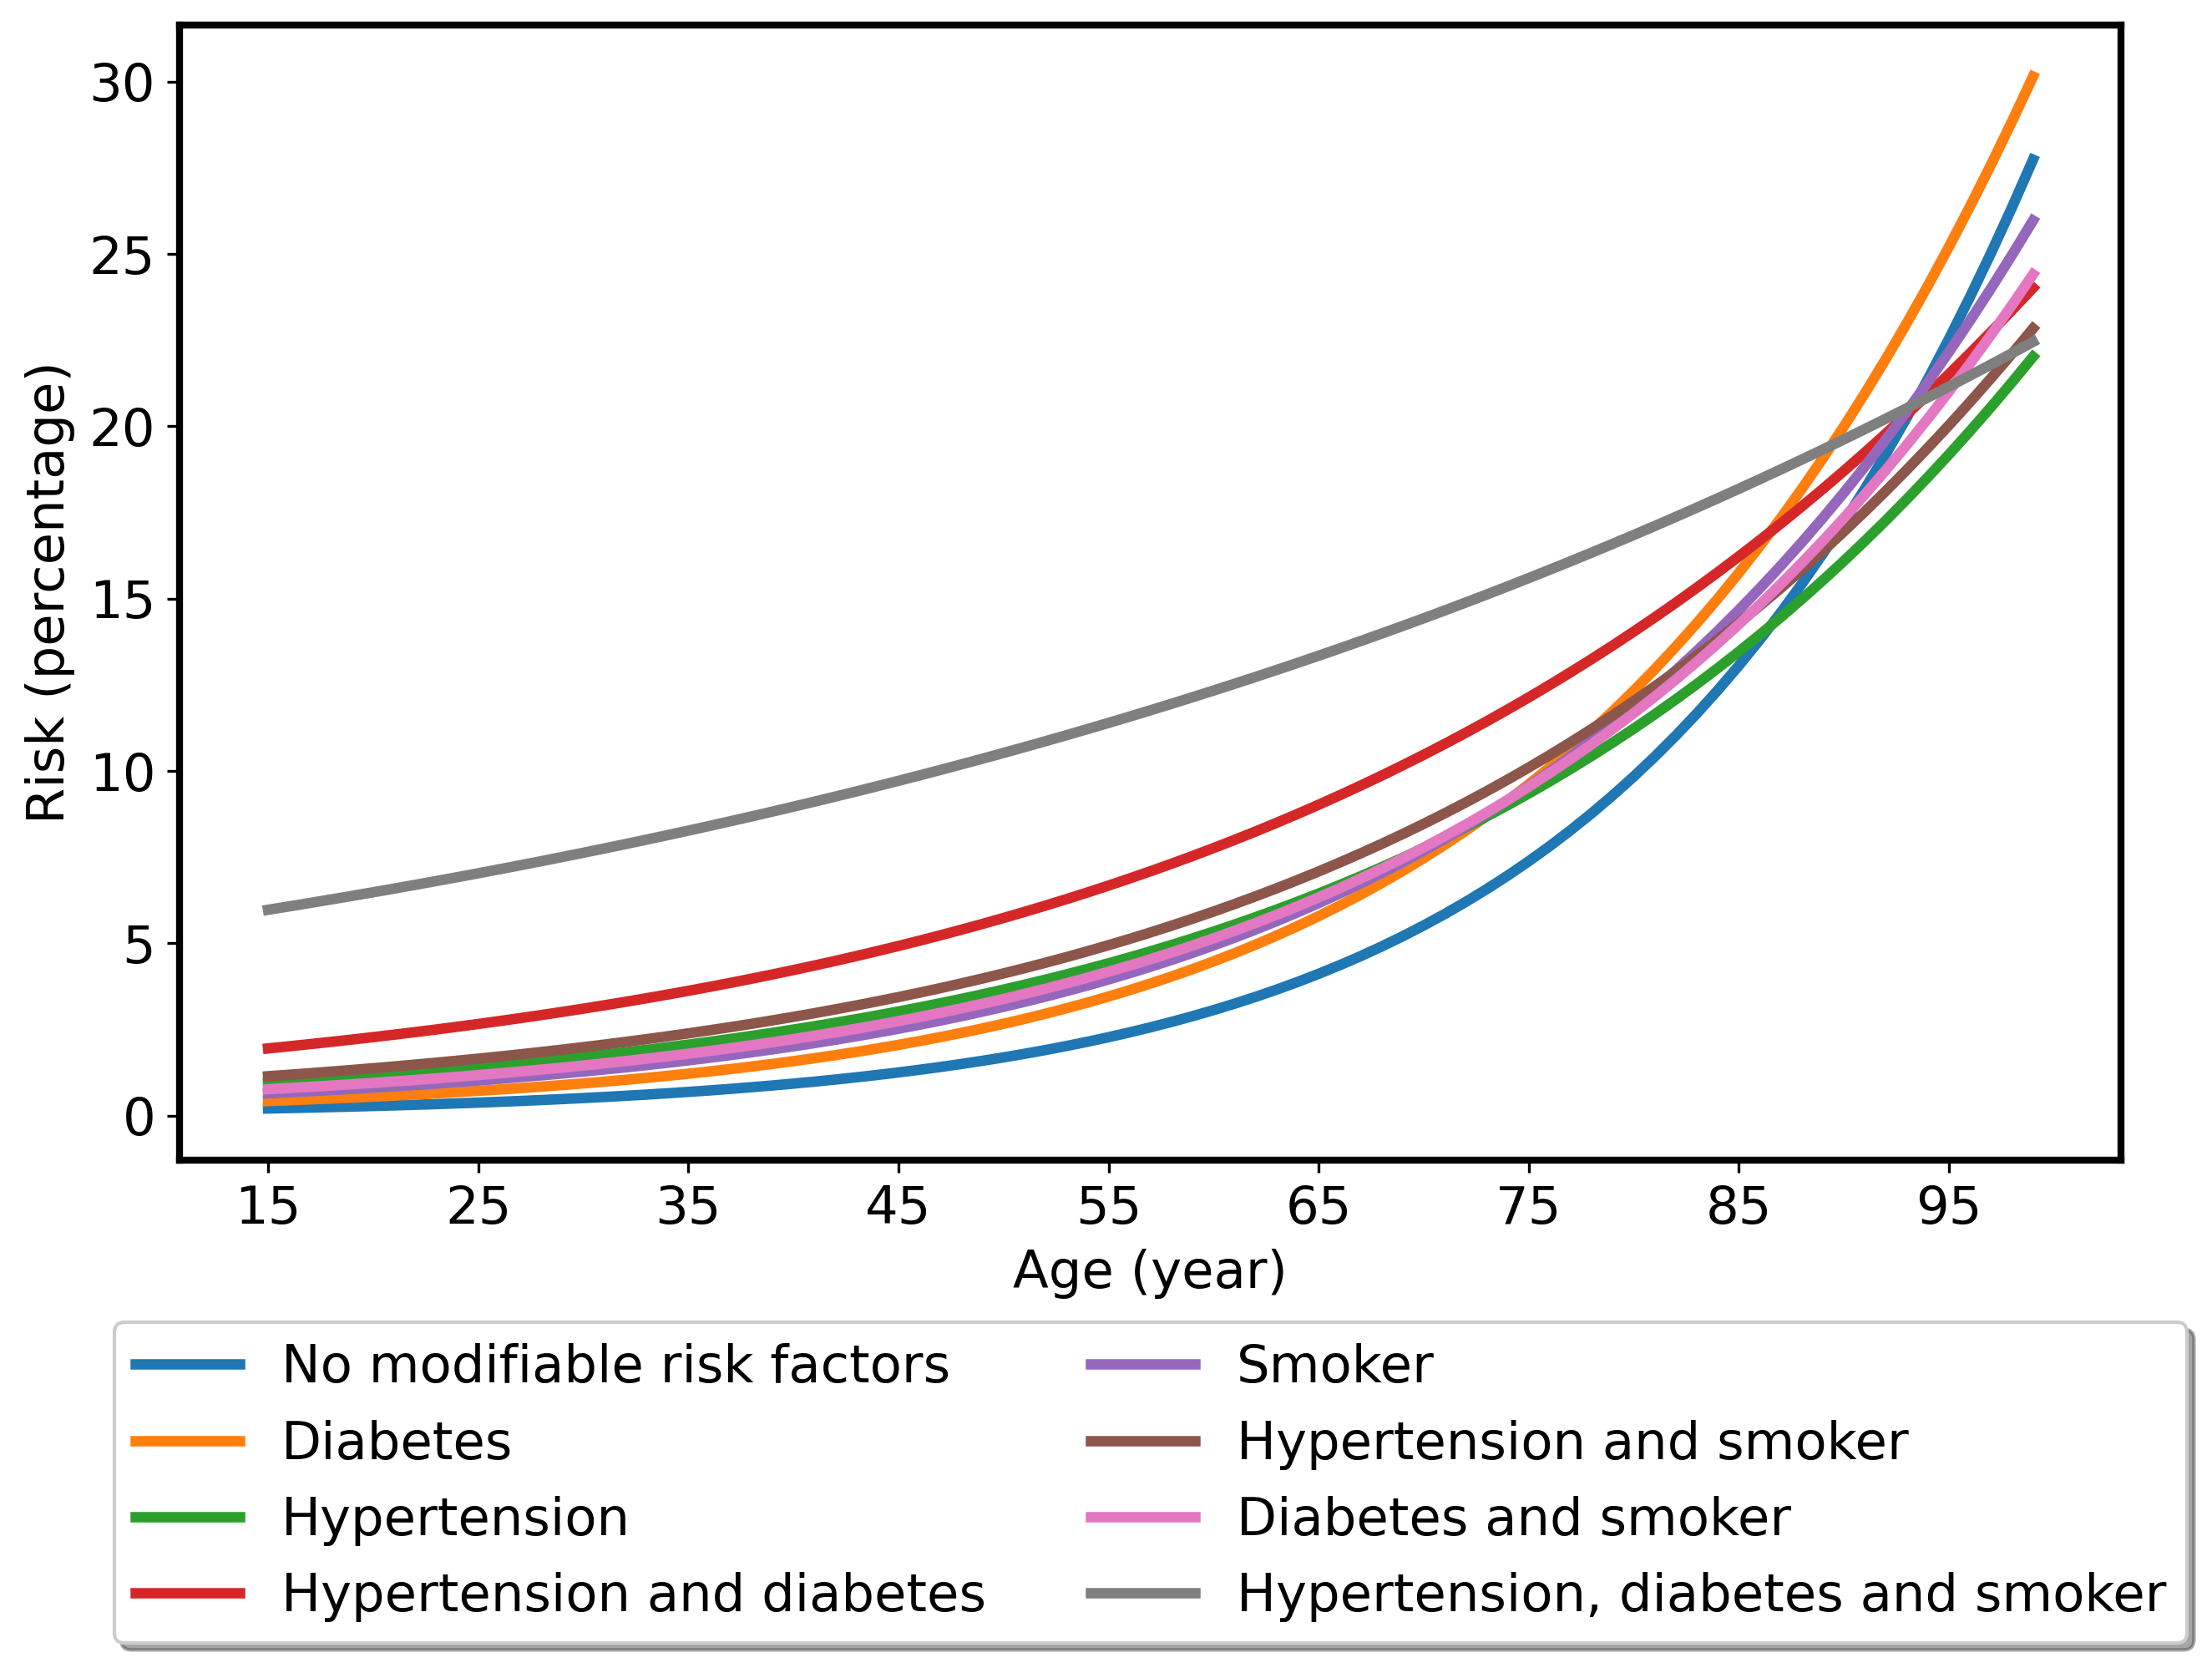 30
25
20
15
10
5
0
Risk (percentage)
15 25 35 45 55 65 75 85 95
Age (year)
No modifiable risk factors
Diabetes
Hypertension
Hypertension and diabetes
Smoker
Hypertension and smoker
Diabetes and smoker
Hypertension, diabetes and smoker